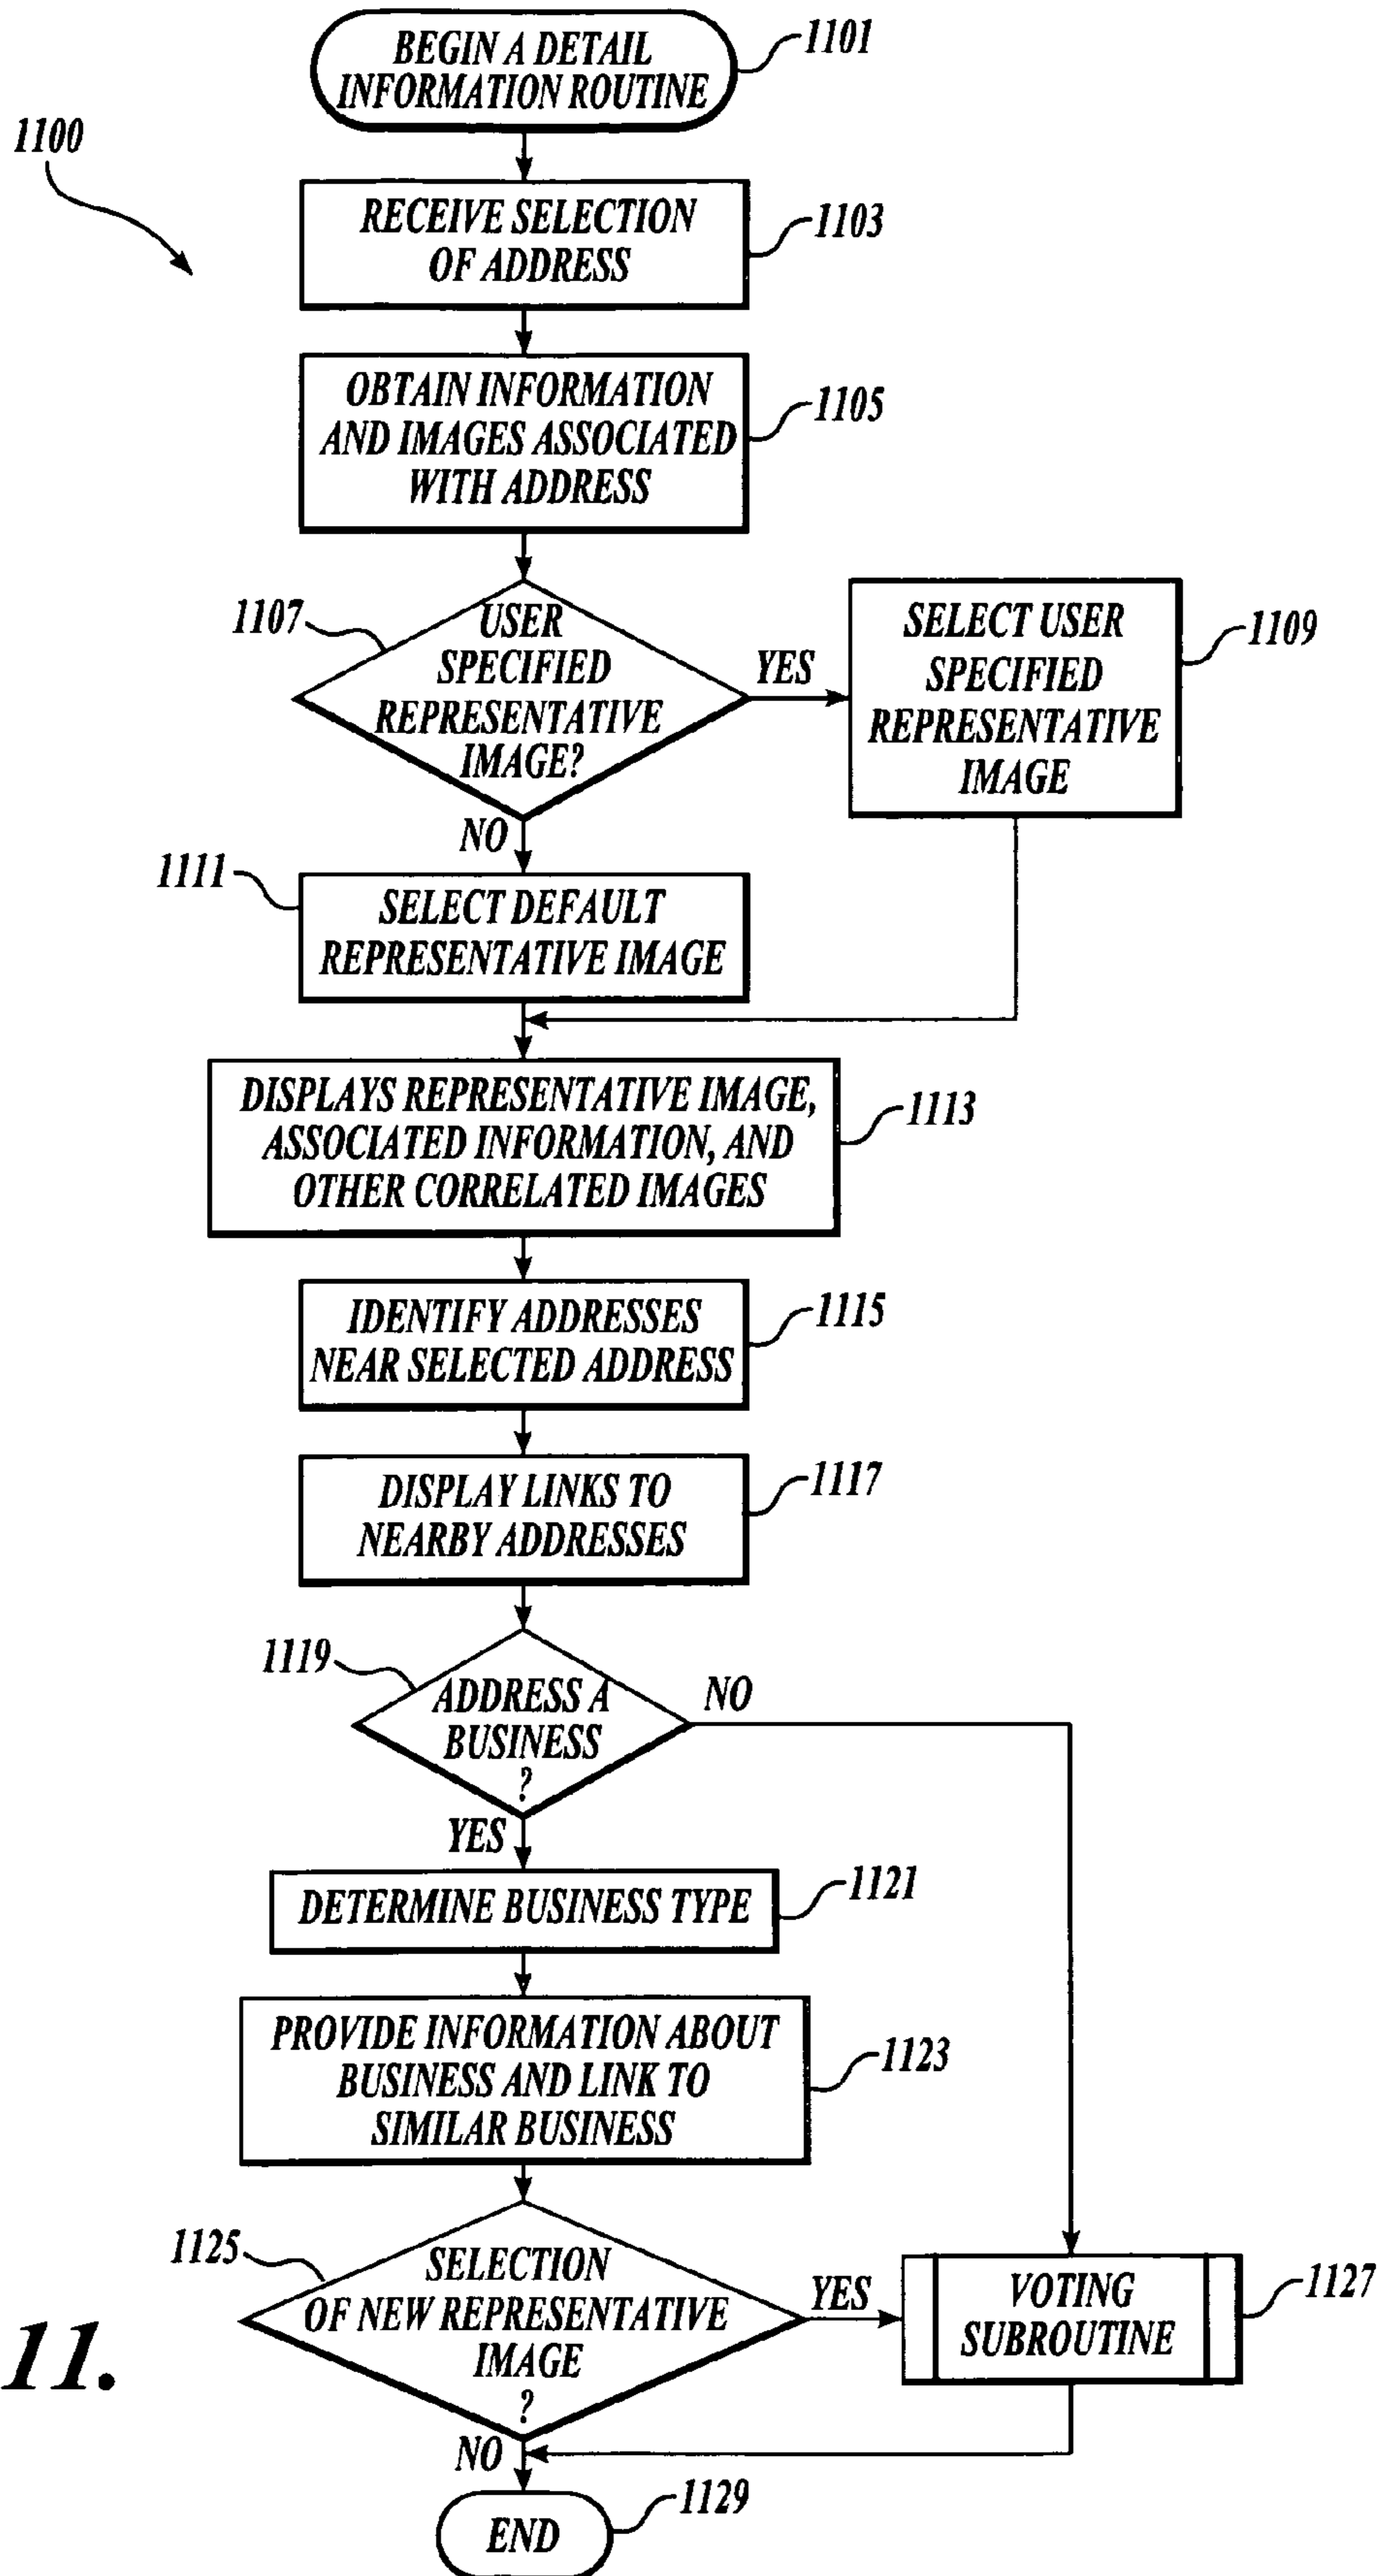 BEGIN A DETAIL
INFORMATION ROUTINE
1101
1100
RECEIVE SELECTION
OF ADDRESS
1103
OBTAIN INFORMATION
AND IMAGES ASSOCIATED
WITH ADDRESS
1105
1107
USER
SPECIFIED
REPRESENTATIVE
IMAGE?
YES
SELECT USER
SPECIFIED
REPRESENTATIVE
IMAGE
1109
NO
1111
SELECT DEFAULT
REPRESENTATIVE IMAGE
DISPLAYS REPRESENTATIVE IMAGE,
ASSOCIATED INFORMATION, AND
OTHER CORRELATED IMAGES
1113
IDENTIFY ADDRESSES
NEAR SELECTED ADDRESS
1115
DISPLAY LINKS TO
NEARBY ADDRESSES
1117
1119
ADDRESS A
BUSINESS
?
NO
YES
DETERMINE BUSINESS TYPE
1121
PROVIDE INFORMATION ABOUT
BUSINESS AND LINK TO
SIMILAR BUSINESS
1123
1125
SELECTION
OF NEW REPRESENTATIVE
IMAGE
?
YES
VOTING
SUBROUTINE
1127
11.
NO
END
1129